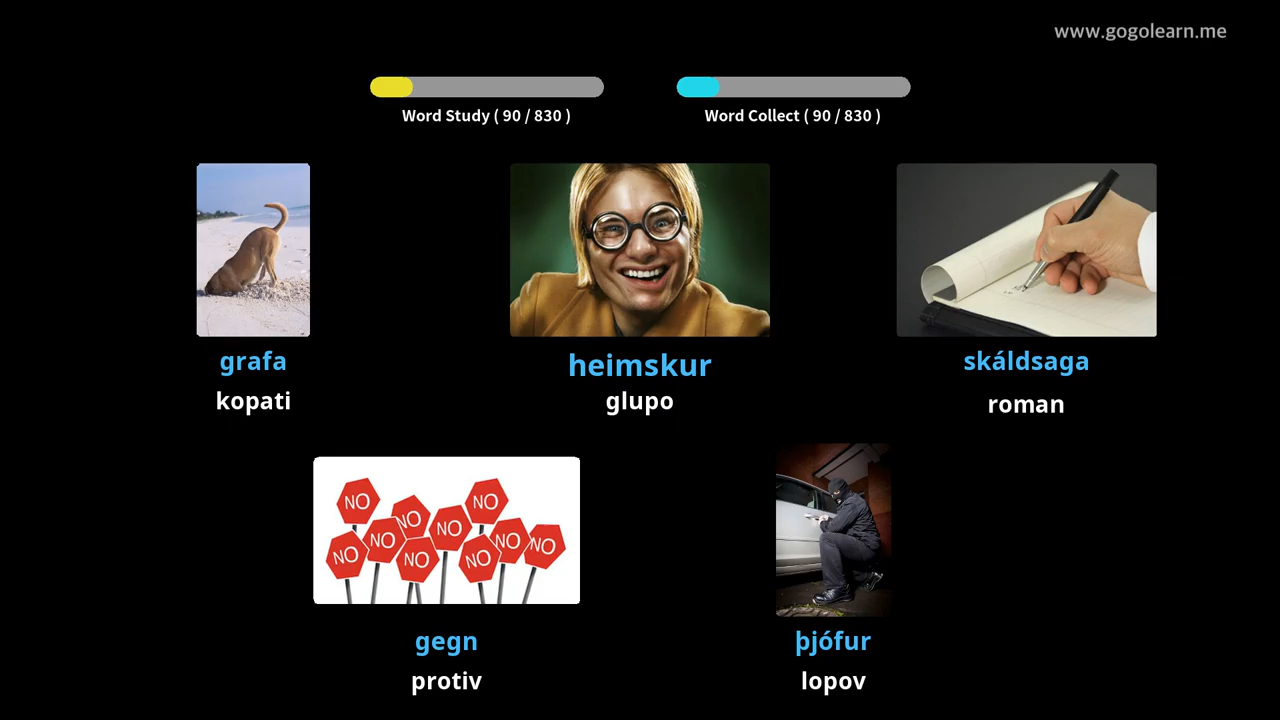 www.gogolearn.me
Word Study ( 90 / 830 )
Word Collect ( 90 / 830 )
grafa
kopati
heimskur
glupo
skáldsaga
roman
NO
NO
NO
NO
NO
NO
NO
NO
NO
NO
gegn
protiv
þjófur
lopov